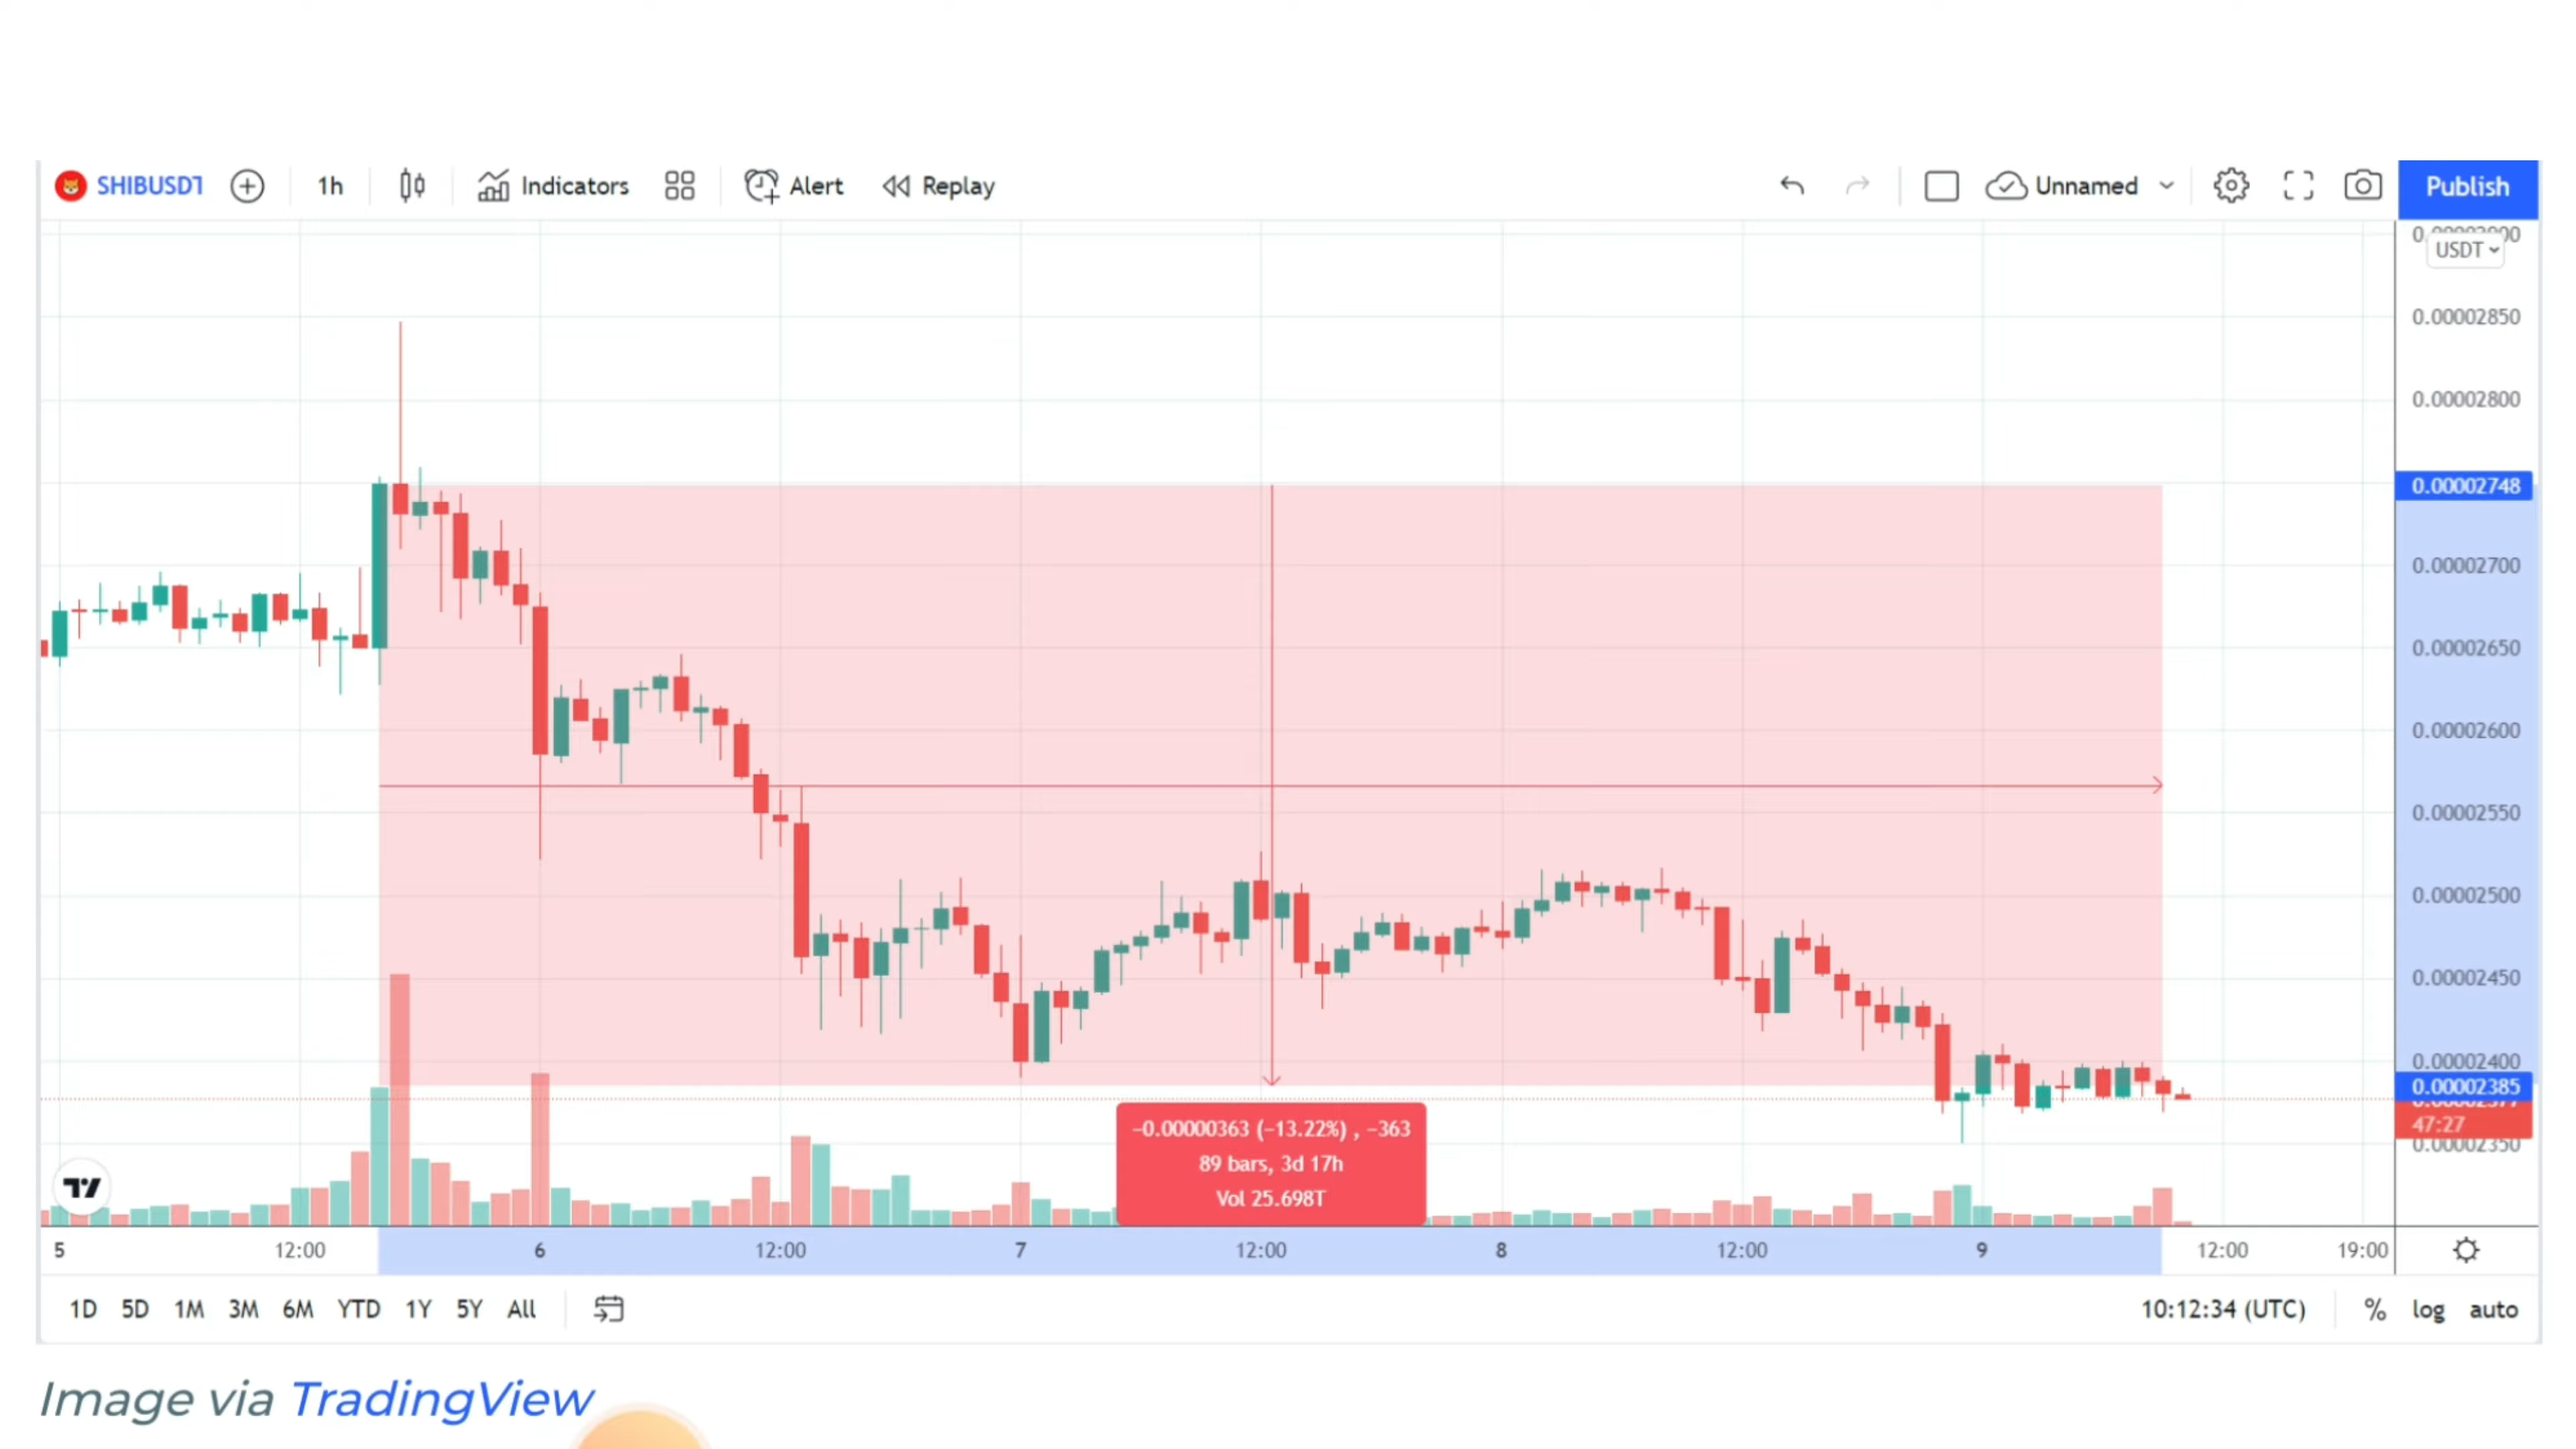 SHIBUSDT 1h Indicators Alert Replay Unnamed Publish
USDT
0.00002850
0.00002800
0.00002748
0.00002700
0.00002650
0.00002600
0.00002550
0.00002500
0.00002450
0.00002400
0.00002385
47:27
0.00002350
−0.00000363 (−13.22%) , −363
89 bars, 3d 17h
Vol 25.698T
5 12:00 6 12:00 7 12:00 8 12:00 9 12:00 19:00
1D 5D 1M 3M 6M YTD 1Y 5Y All 10:12:34 (UTC) % log auto
Image via TradingView